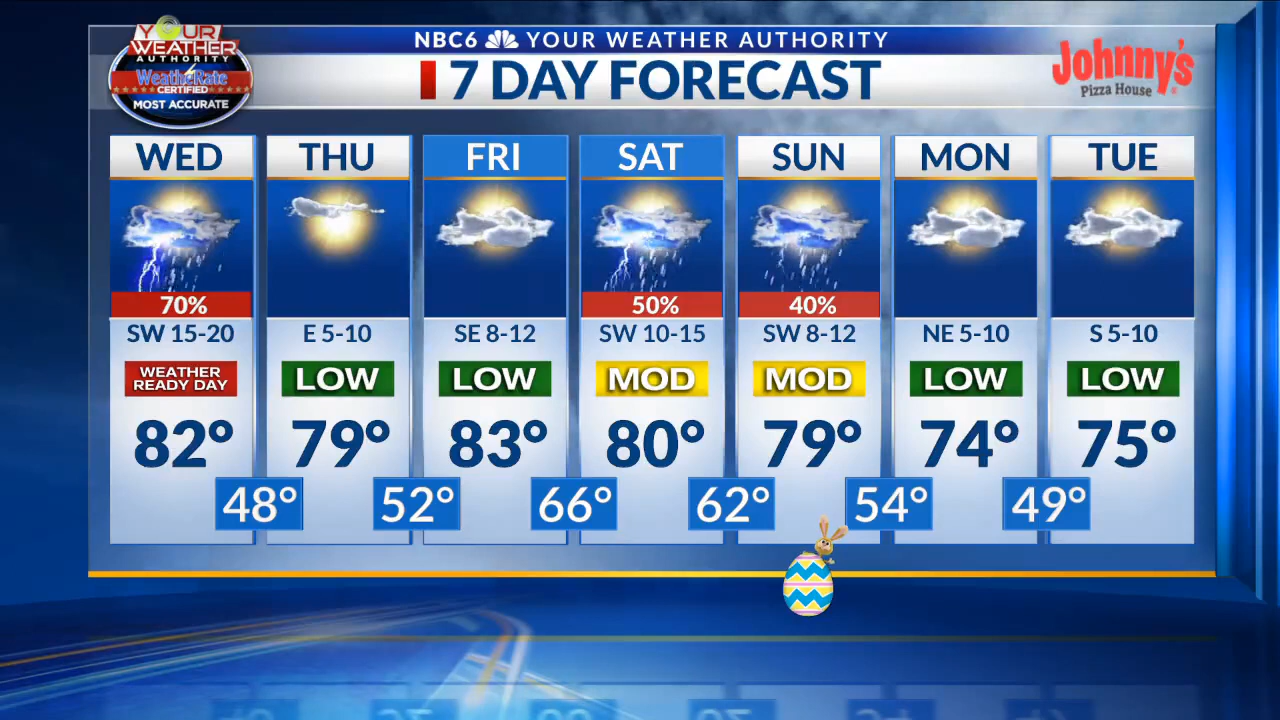 YOUR
WEATHER
AUTHORITY
WeatheRate
CERTIFIED
MOST ACCURATE
NBC6 YOUR WEATHER AUTHORITY
7 DAY FORECAST
Johnny's
Pizza House
WED THU FRI SAT SUN MON TUE
70% 50% 40%
SW 15-20 E 5-10 SE 8-12 SW 10-15 SW 8-12 NE 5-10 S 5-10
WEATHER
READY DAY LOW LOW MOD MOD LOW LOW
82° 79° 83° 80° 79° 74° 75°
48° 52° 66° 62° 54° 49°